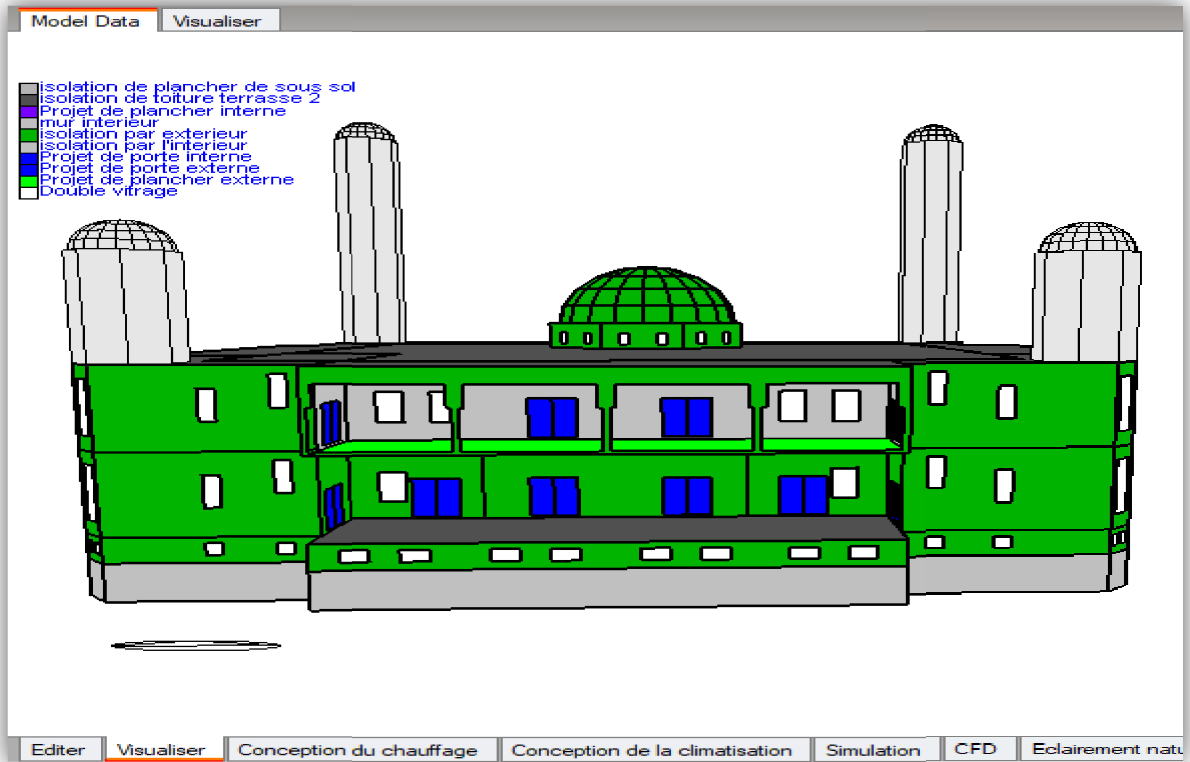 Model Data Visualiser
isolation de plancher de sous sol
isolation de toiture terrasse 2
Projet de plancher interne
mur interieur
isolation par exterieur
isolation par l'interieur
Projet de porte interne
Projet de porte externe
Projet de plancher externe
Double vitrage
Editer Visualiser Conception du chauffage Conception de la climatisation Simulation CFD Eclairement natu